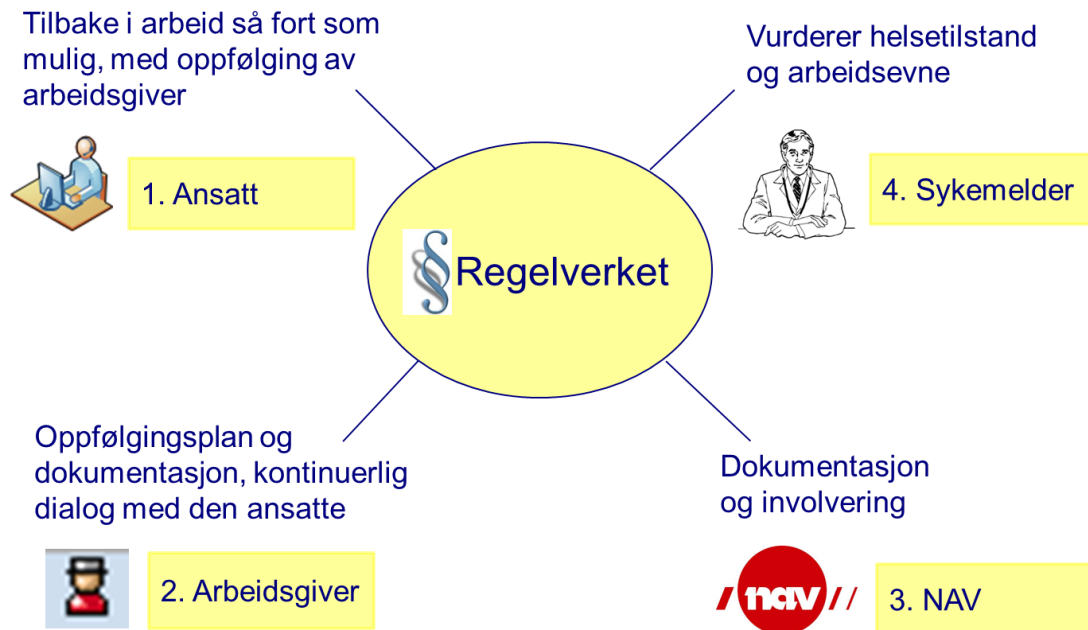 Tilbake i arbeid så fort som
mulig, med oppfølging av
arbeidsgiver
1. Ansatt
Vurderer helsetilstand
og arbeidsevne
4. Sykemelder
§ Regelverket
Oppfølgingsplan og
dokumentasjon, kontinuerlig
dialog med den ansatte
2. Arbeidsgiver
Dokumentasjon
og involvering
nav
3. NAV